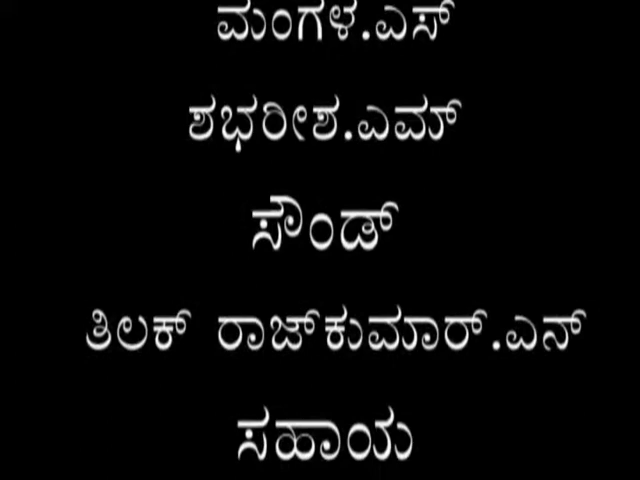 ಮಂಗಳ.ಎಸ್
ಶಭರೀಶ.ಎಮ್
ಸೌಂಡ್
ತಿಲಕ್ ರಾಜ್‌ಕುಮಾರ್.ಎನ್
ಸಹಾಯ